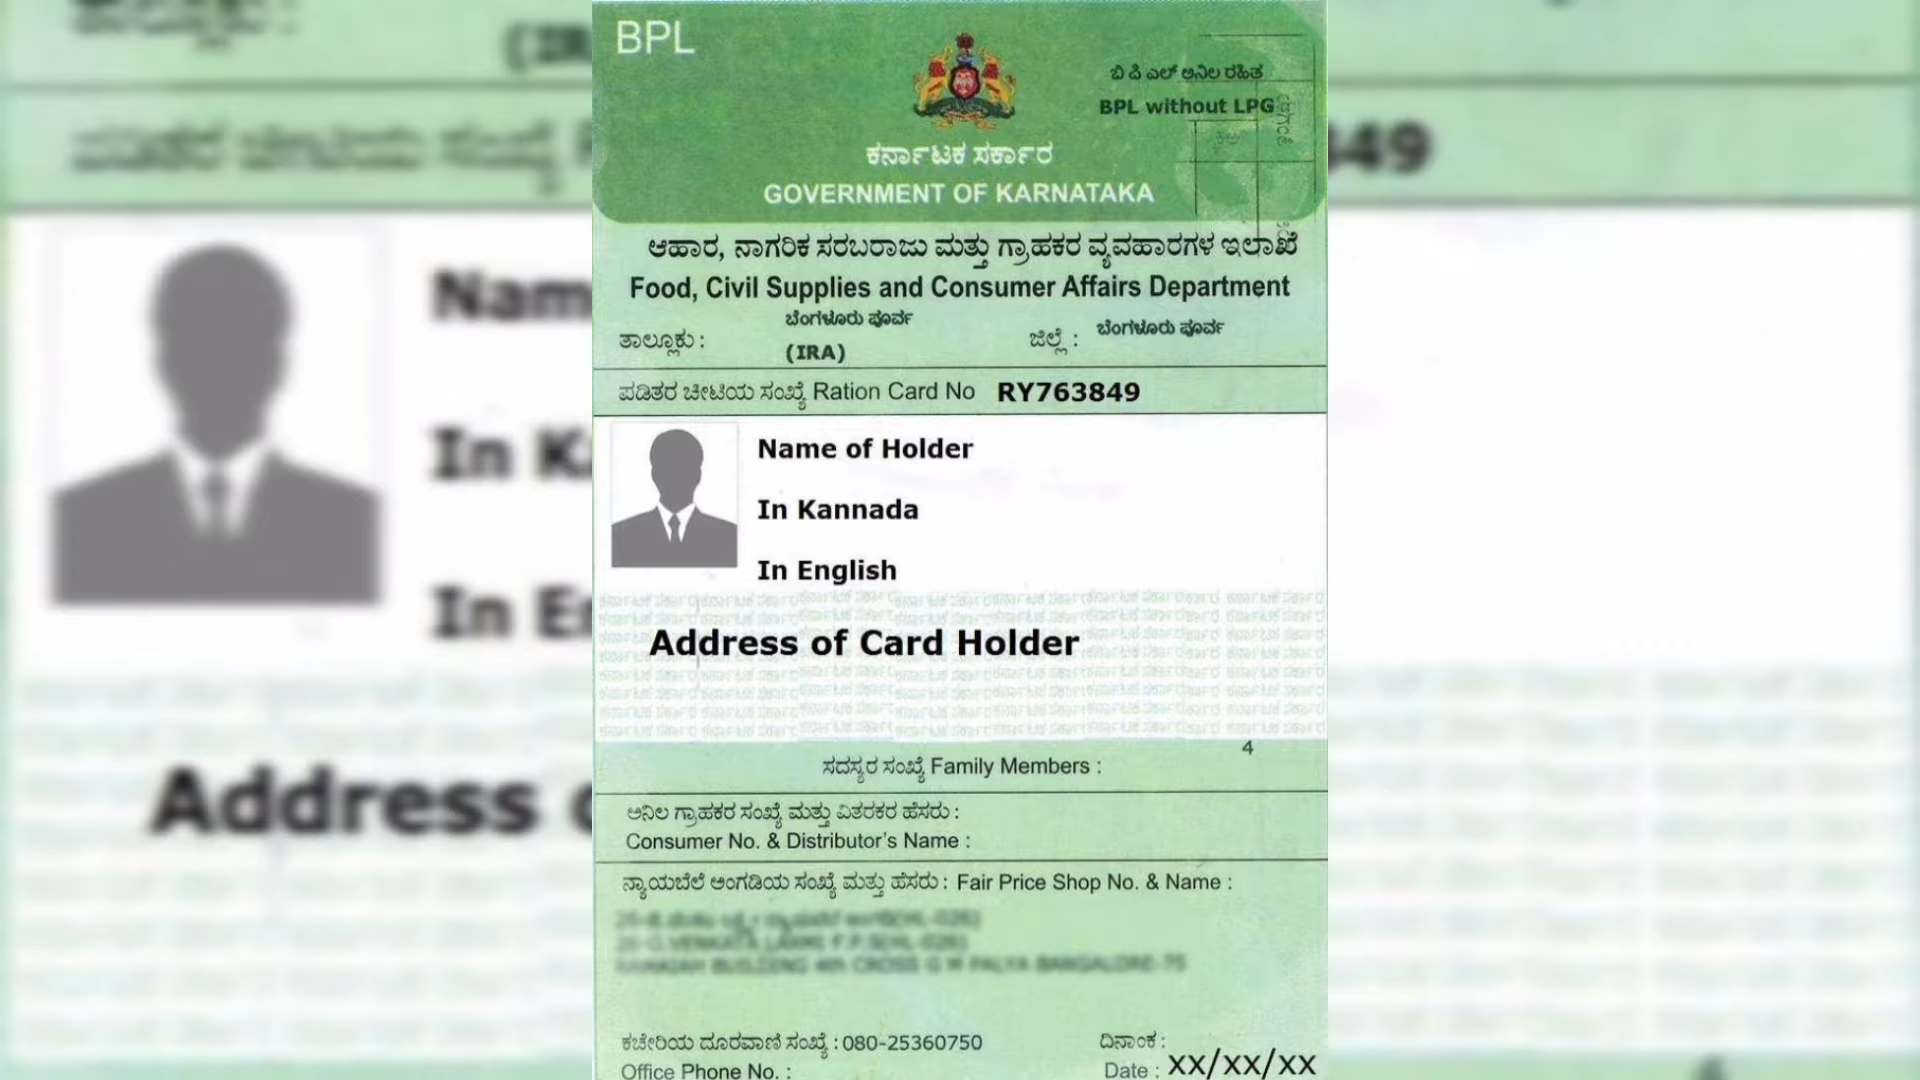 BPL
ಬಿ ಪಿ ಎಲ್ ಅನಿಲ ರಹಿತ
BPL without LPG
ಕರ್ನಾಟಕ ಸರ್ಕಾರ
GOVERNMENT OF KARNATAKA
ಆಹಾರ, ನಾಗರಿಕ ಸರಬರಾಜು ಮತ್ತು ಗ್ರಾಹಕರ ವ್ಯವಹಾರಗಳ ಇಲಾಖೆ
Food, Civil Supplies and Consumer Affairs Department
ತಾಲ್ಲೂಕು : ಬೆಂಗಳೂರು ಪೂರ್ವ (IRA) ಜಿಲ್ಲೆ : ಬೆಂಗಳೂರು ಪೂರ್ವ
ಪಡಿತರ ಚೀಟಿಯ ಸಂಖ್ಯೆ Ration Card No RY763849
Name of Holder
In Kannada
In English
Address of Card Holder
ಸದಸ್ಯರ ಸಂಖ್ಯೆ Family Members : 4
ಅನಿಲ ಗ್ರಾಹಕರ ಸಂಖ್ಯೆ ಮತ್ತು ವಿತರಕರ ಹೆಸರು :
Consumer No. & Distributor's Name :
ನ್ಯಾಯಬೆಲೆ ಅಂಗಡಿಯ ಸಂಖ್ಯೆ ಮತ್ತು ಹೆಸರು : Fair Price Shop No. & Name :
ಕಚೇರಿಯ ದೂರವಾಣಿ ಸಂಖ್ಯೆ : 080-25360750 ದಿನಾಂಕ :
Office Phone No. : Date : XX/XX/XX